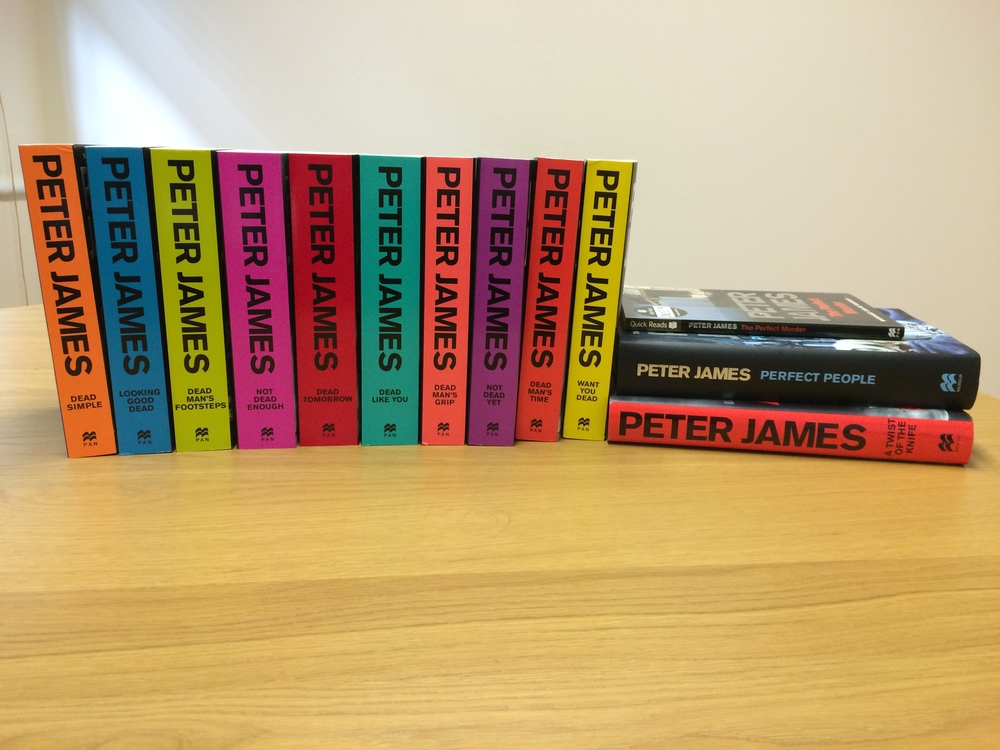 PETER JAMES
DEAD
SIMPLE
PAN
PETER JAMES
LOOKING
GOOD
DEAD
PAN
PETER JAMES
DEAD
MAN'S
FOOTSTEPS
PAN
PETER JAMES
NOT
DEAD
ENOUGH
PAN
PETER JAMES
DEAD
TOMORROW
PAN
PETER JAMES
DEAD
LIKE YOU
PAN
PETER JAMES
DEAD
MAN'S
GRIP
PAN
PETER JAMES
NOT
DEAD
YET
PAN
PETER JAMES
DEAD
MAN'S
TIME
PAN
PETER JAMES
WANT
YOU
DEAD
PAN
PETER
JAMES
Quick Reads PETER JAMES The Perfect Murder
PETER JAMES PERFECT PEOPLE
PETER JAMES A TWIST
OF THE
KNIFE